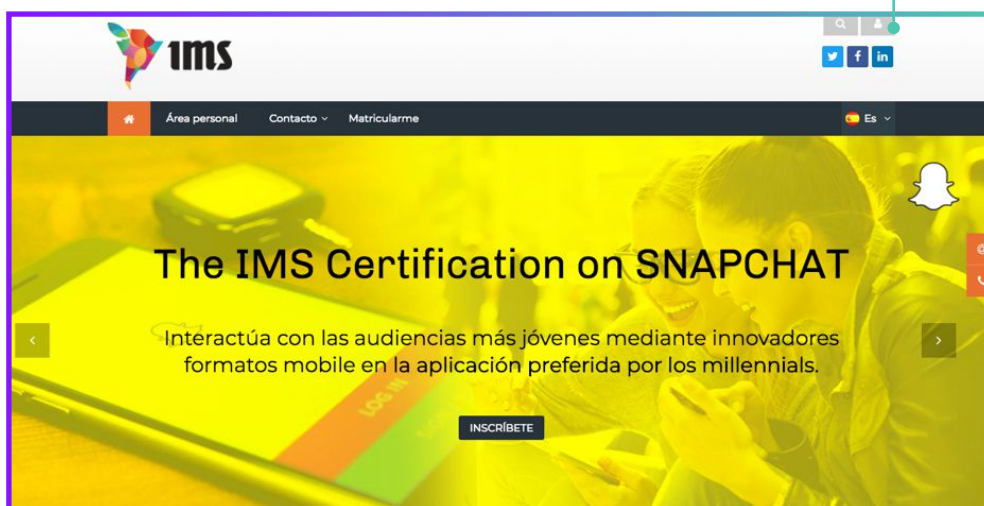 ims
Área personal
Contacto
Matricularme
Es
The IMS Certification on SNAPCHAT
Interactúa con las audiencias más jóvenes mediante innovadores
formatos mobile en la aplicación preferida por los millennials.
INSCRÍBETE
LOG IN